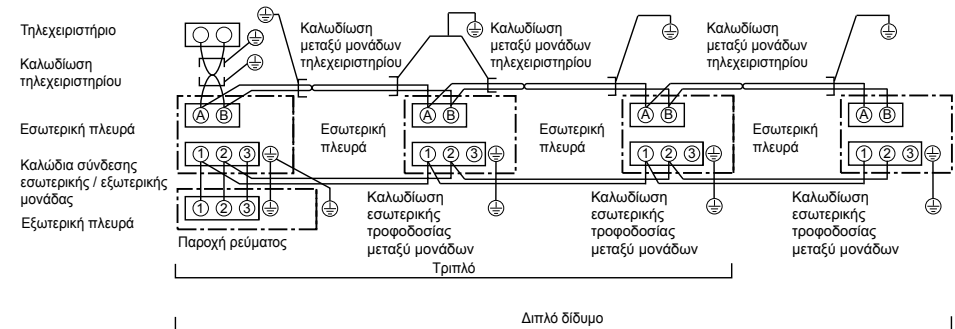 Τηλεχειριστήριο
Καλωδίωση
τηλεχειριστηρίου
Καλωδίωση
μεταξύ μονάδων
τηλεχειριστηρίου
Καλωδίωση
μεταξύ μονάδων
τηλεχειριστηρίου
Καλωδίωση
μεταξύ μονάδων
τηλεχειριστηρίου
A B
A B
A B
A B
Εσωτερική πλευρά
Εσωτερική
πλευρά
Εσωτερική
πλευρά
Εσωτερική
πλευρά
1 2 3
1 2 3
1 2 3
1 2 3
Καλώδια σύνδεσης
εσωτερικής / εξωτερικής
μονάδας
Εξωτερική πλευρά
1 2 3
Παροχή ρεύματος
Καλωδίωση
εσωτερικής
τροφοδοσίας
μεταξύ μονάδων
Καλωδίωση
εσωτερικής
τροφοδοσίας
μεταξύ μονάδων
Καλωδίωση
εσωτερικής
τροφοδοσίας
μεταξύ μονάδων
Τριπλό
Διπλό δίδυμο